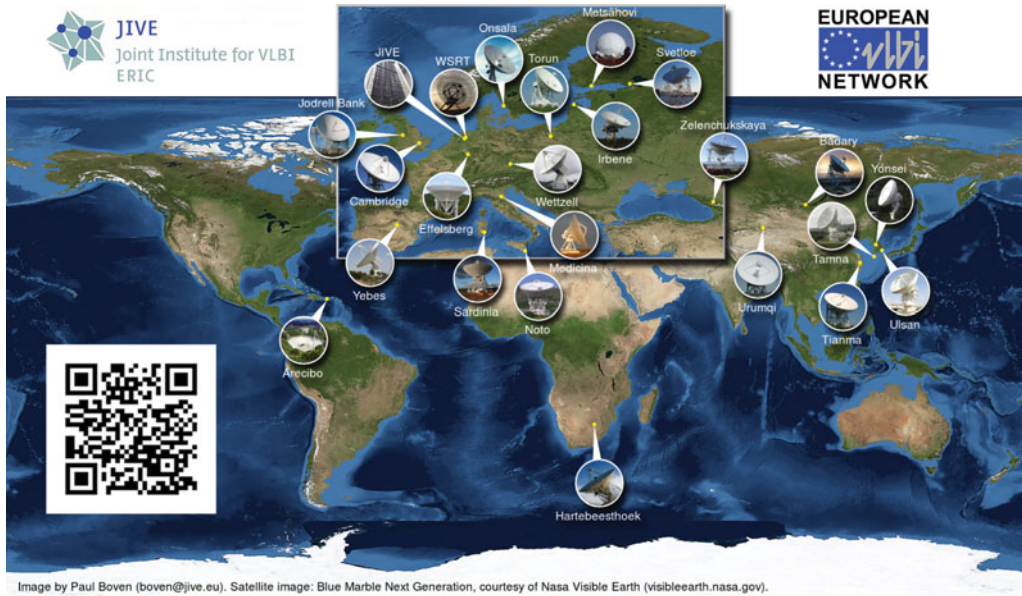 JIVE
Joint Institute for VLBI
ERIC
EUROPEAN
vlbi
NETWORK
Metsähovi
Onsala
Svetloe
JIVE
WSRT
Torun
Jodrell Bank
Zelenchukskaya
Badary
Yonsei
Irbene
Cambridge
Wettzell
Effelsberg
Tamna
Medicina
Yebes
Sardinia
Noto
Urumqi
Ulsan
Tianma
Arecibo
Hartebeesthoek
Image by Paul Boven (boven@jive.eu). Satellite image: Blue Marble Next Generation, courtesy of Nasa Visible Earth (visibleearth.nasa.gov).